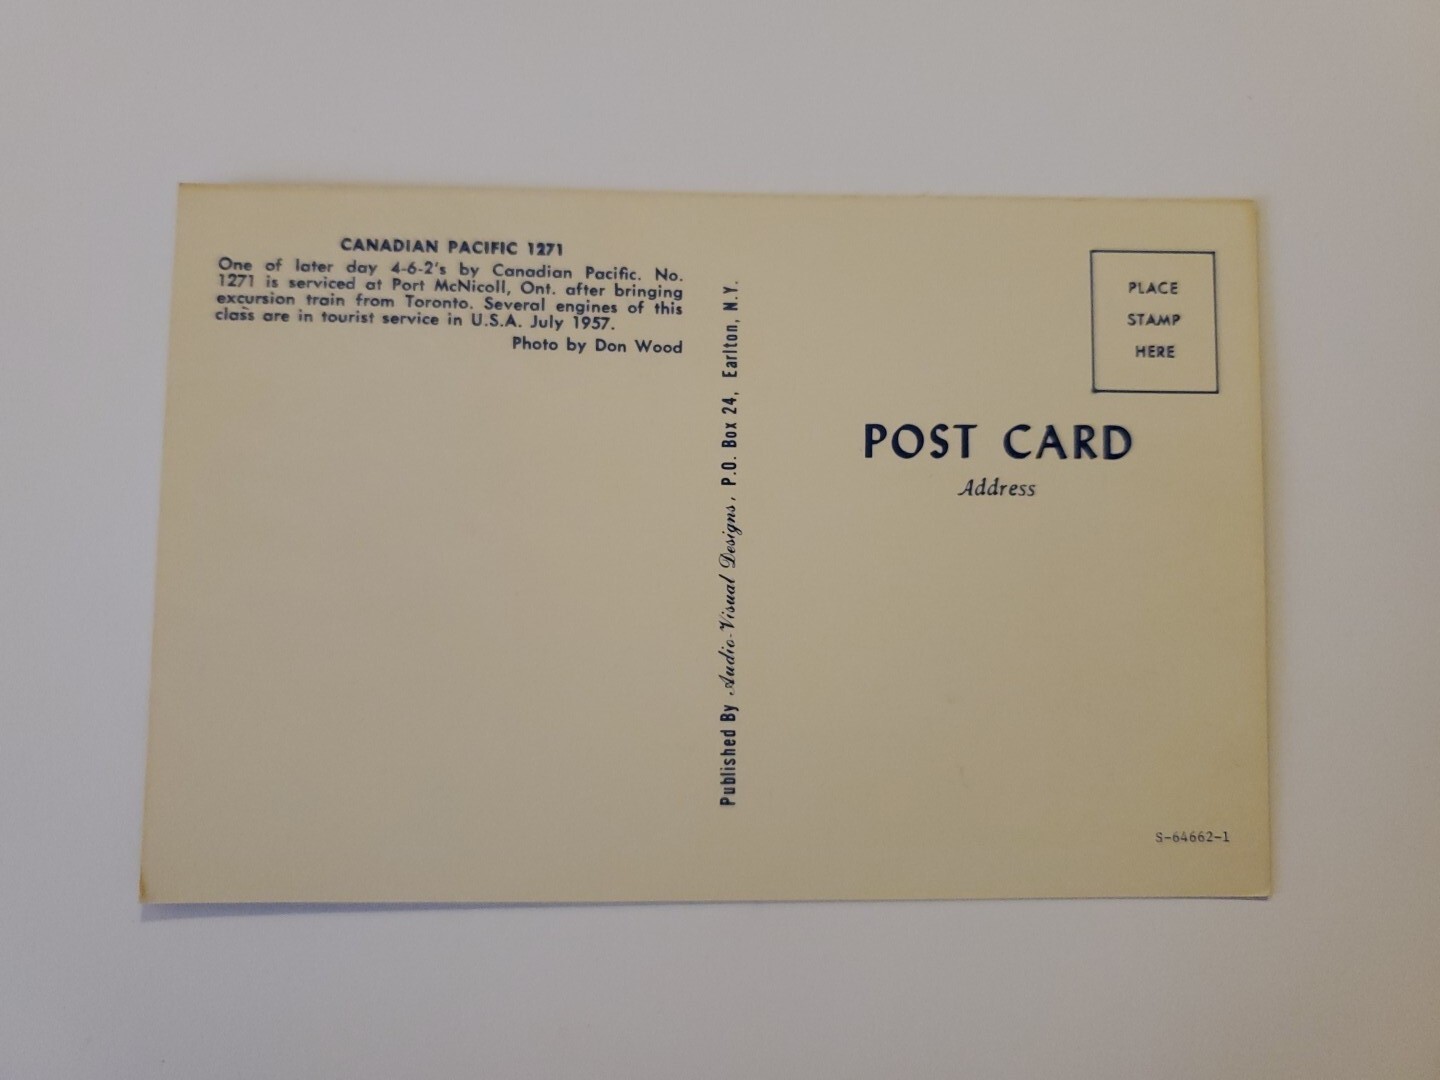 CANADIAN PACIFIC 1271
One of later day 4-6-2's by Canadian Pacific. No.
1271 is serviced at Port McNicoll, Ont. after bringing
excursion train from Toronto. Several engines of this
class are in tourist service in U.S.A. July 1957.
Photo by Don Wood
Published By Audio-Visual Designs, P.O. Box 24, Earlton, N.Y.
PLACE
STAMP
HERE
POST CARD
Address
S-64662-1